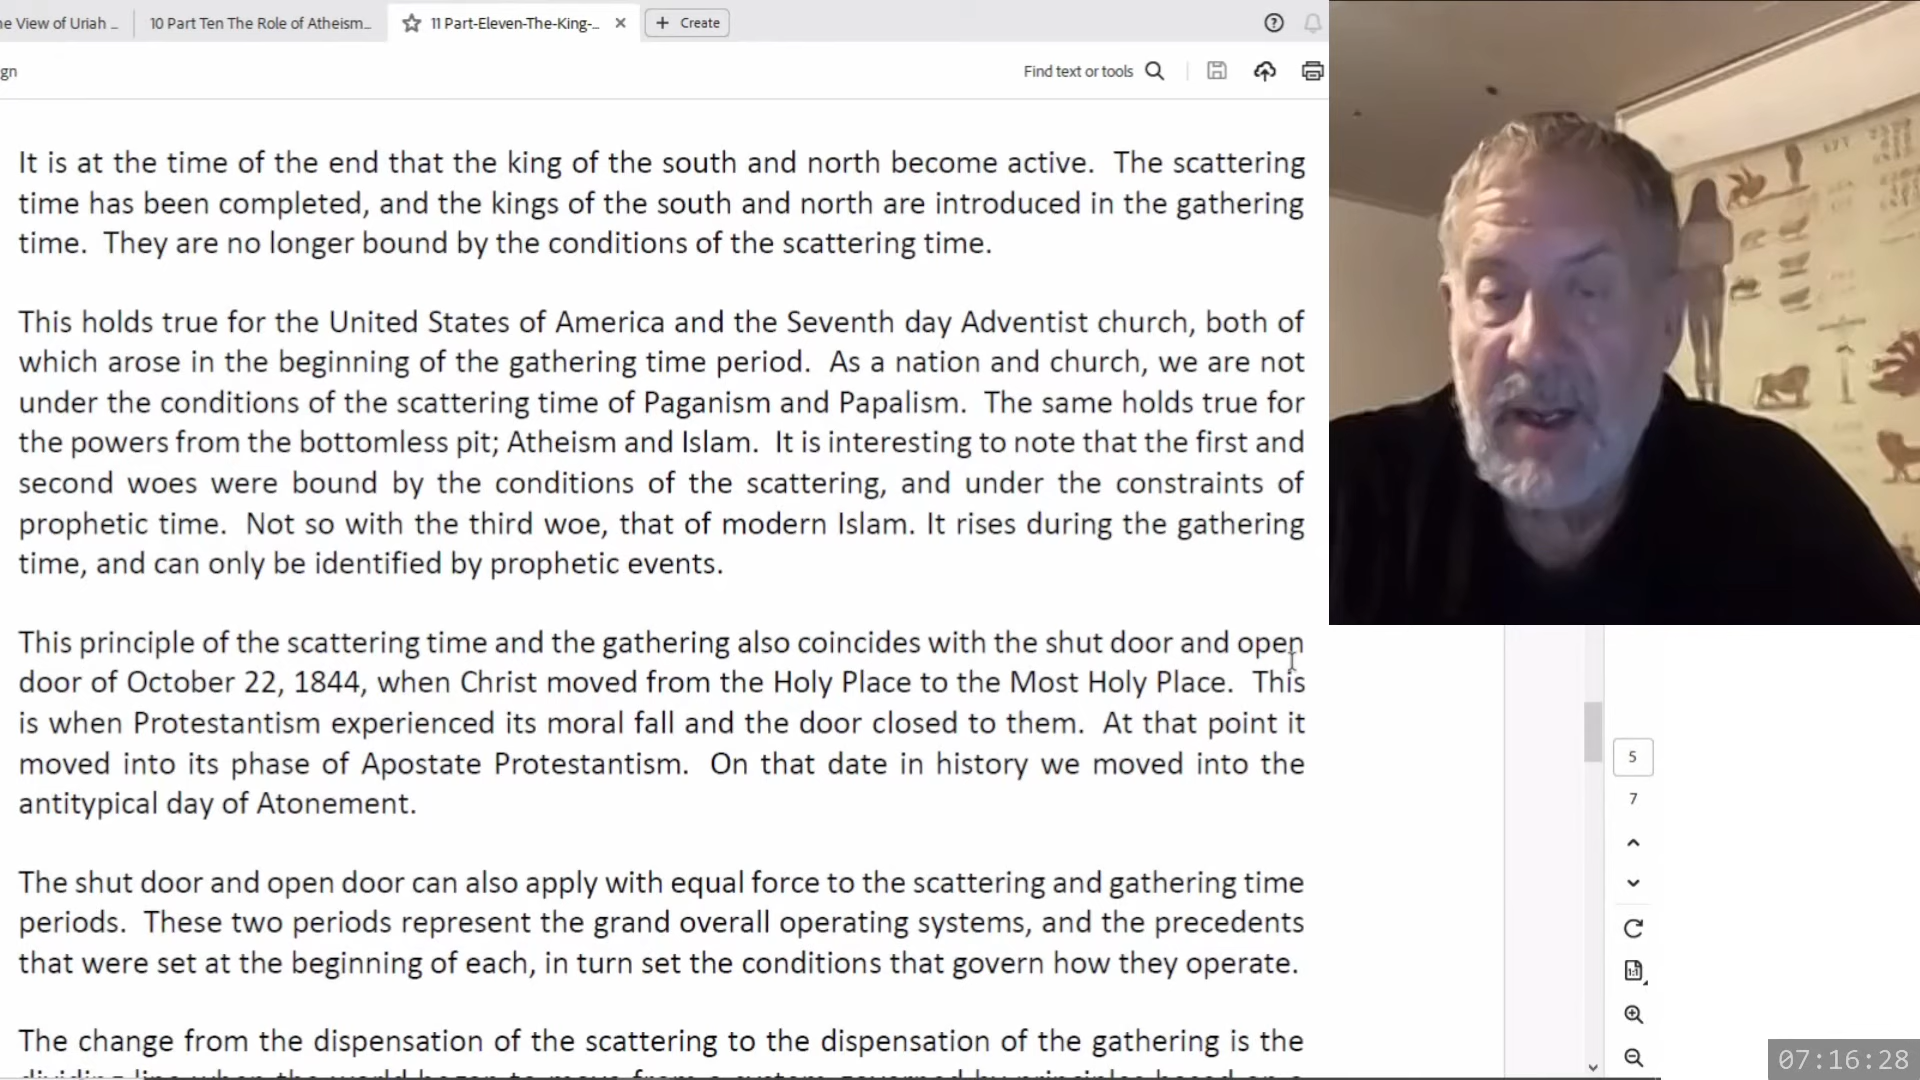 ne View of Uriah ...
10 Part Ten The Role of Atheism...
11 Part-Eleven-The-King-...
Create
gn
Find text or tools
It is at the time of the end that the king of the south and north become active. The scattering
time has been completed, and the kings of the south and north are introduced in the gathering
time. They are no longer bound by the conditions of the scattering time.
This holds true for the United States of America and the Seventh day Adventist church, both of
which arose in the beginning of the gathering time period. As a nation and church, we are not
under the conditions of the scattering time of Paganism and Papalism. The same holds true for
the powers from the bottomless pit; Atheism and Islam. It is interesting to note that the first and
second woes were bound by the conditions of the scattering, and under the constraints of
prophetic time. Not so with the third woe, that of modern Islam. It rises during the gathering
time, and can only be identified by prophetic events.
This principle of the scattering time and the gathering also coincides with the shut door and open
door of October 22, 1844, when Christ moved from the Holy Place to the Most Holy Place. This
is when Protestantism experienced its moral fall and the door closed to them. At that point it
moved into its phase of Apostate Protestantism. On that date in history we moved into the
antitypical day of Atonement.
The shut door and open door can also apply with equal force to the scattering and gathering time
periods. These two periods represent the grand overall operating systems, and the precedents
that were set at the beginning of each, in turn set the conditions that govern how they operate.
The change from the dispensation of the scattering to the dispensation of the gathering is the
5
7
07:16:28